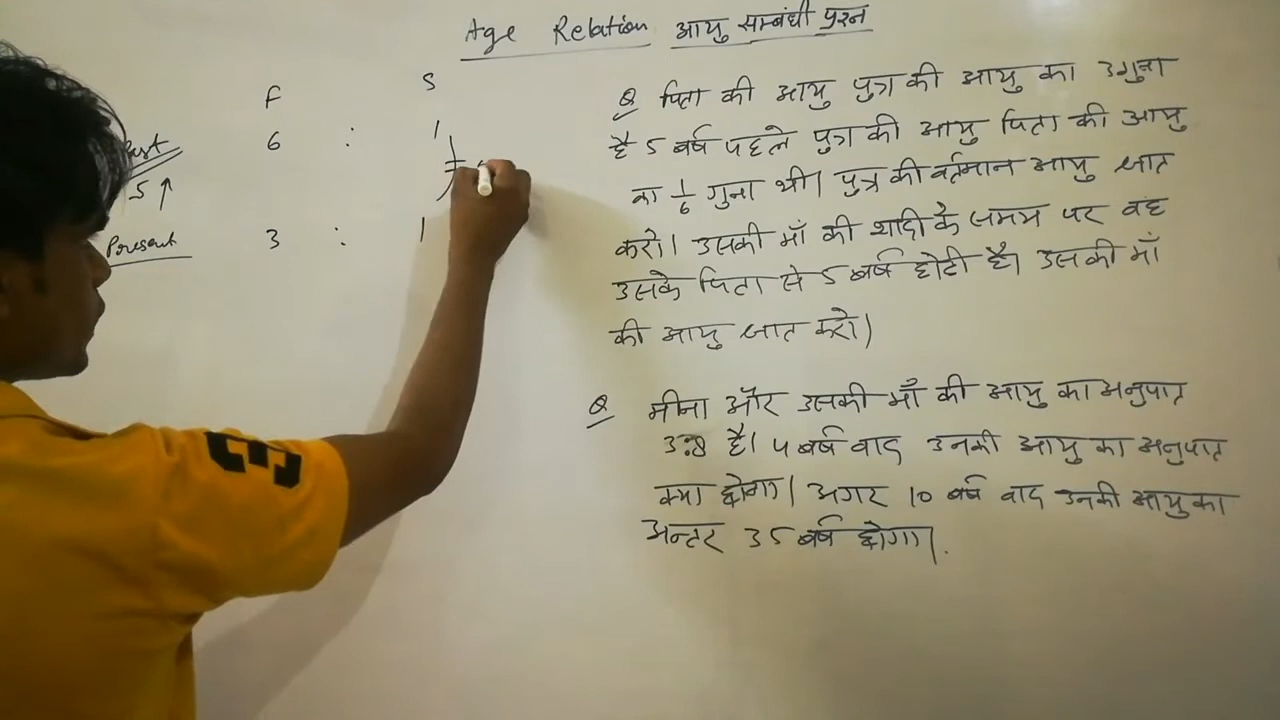 Age Relation आयु सम्बंधी प्रश्न
F S
6 : 1
5 ↑
Present 3 : 1
Q पिता की आयु पुत्र की आयु का 3गुना
है 5 वर्ष पहले पुत्र की आयु पिता की आयु
का 1/6 गुना थी। पुत्र की वर्तमान आयु ज्ञात
करो। उसकी माँ की शादी के समय पर वह
उसके पिता से 5 वर्ष छोटी है। उसकी माँ
की आयु ज्ञात करो।
Q मीना और उसकी माँ की आयु का अनुपात
3:8 है। 4 वर्ष बाद उनकी आयु का अनुपात
क्या होगा। अगर 10 वर्ष बाद उनकी आयु का
अन्तर 35 वर्ष होगा।